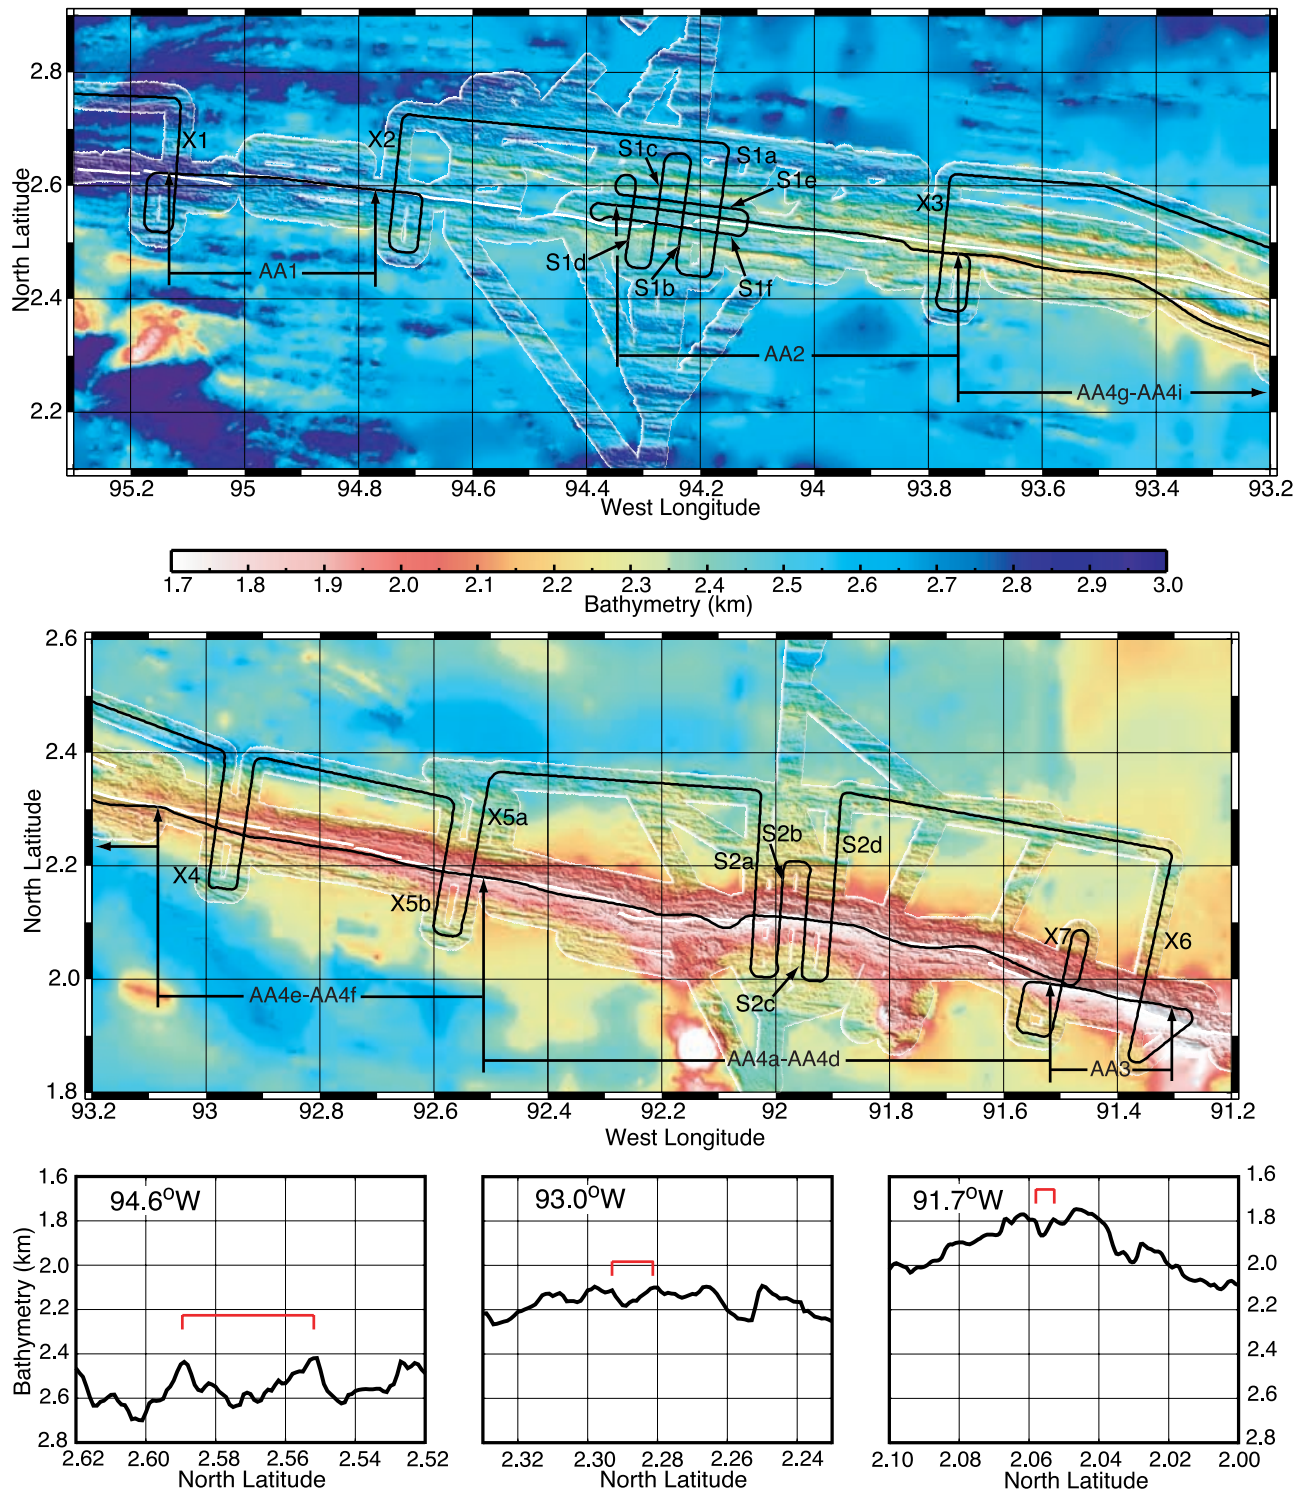 2.8
2.6
2.4
2.2
North Latitude
X1
X2
S1c
S1a
S1e
X3
S1d
S1b
S1f
AA1
AA2
AA4g-AA4i
95.2 95 94.8 94.6 94.4 94.2 94 93.8 93.6 93.4 93.2
West Longitude
1.7 1.8 1.9 2.0 2.1 2.2 2.3 2.4 2.5 2.6 2.7 2.8 2.9 3.0
Bathymetry (km)
2.6
2.4
2.2
2.0
1.8
North Latitude
X5a
S2b
S2a
S2d
X4
X5b
X7
X6
S2c
AA4e-AA4f
AA4a-AA4d
AA3
93.2 93 92.8 92.6 92.4 92.2 92 91.8 91.6 91.4 91.2
West Longitude
1.6
1.8
2.0
2.2
2.4
2.6
2.8
Bathymetry (km)
94.6°W
2.62 2.60 2.58 2.56 2.54 2.52
North Latitude
93.0°W
2.32 2.30 2.28 2.26 2.24
North Latitude
91.7°W
1.6
1.8
2.0
2.2
2.4
2.6
2.8
2.10 2.08 2.06 2.04 2.02 2.00
North Latitude